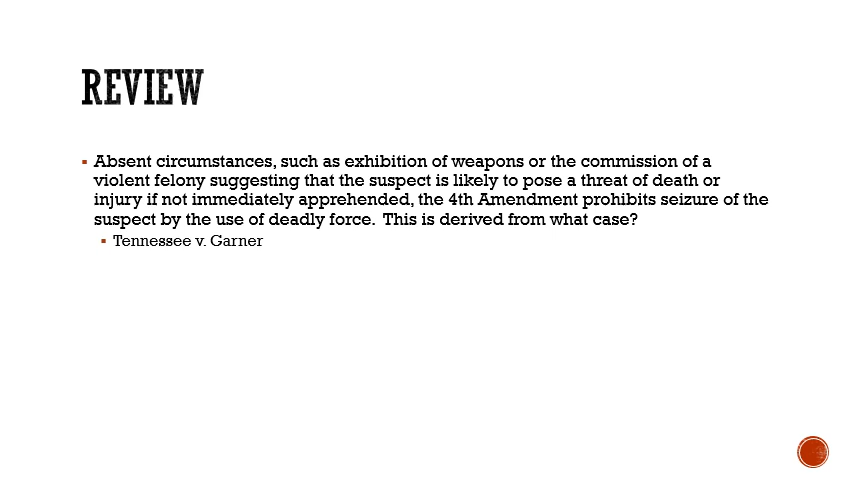 REVIEW
Absent circumstances, such as exhibition of weapons or the commission of a
violent felony suggesting that the suspect is likely to pose a threat of death or
injury if not immediately apprehended, the 4th Amendment prohibits seizure of the
suspect by the use of deadly force.  This is derived from what case?
Tennessee v. Garner